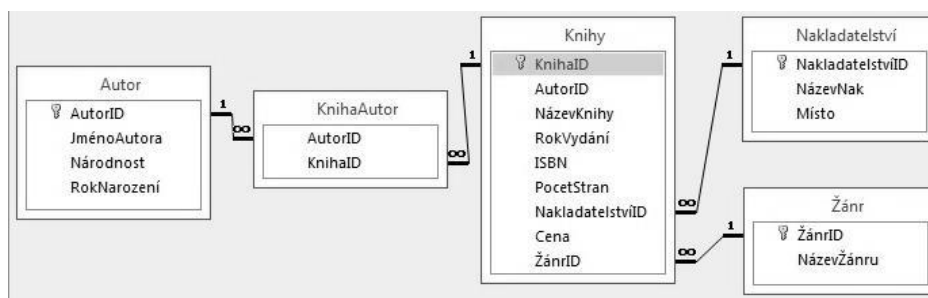 Autor
AutorID
JménoAutora
Národnost
RokNarození
1
∞
KnihaAutor
AutorID
KnihaID
1
∞
Knihy
KnihaID
AutorID
NázevKnihy
RokVydání
ISBN
PocetStran
NakladatelstvíID
Cena
ŽánrID
∞
∞
1
Nakladatelství
NakladatelstvíID
NázevNak
Místo
1
Žánr
ŽánrID
NázevŽánru